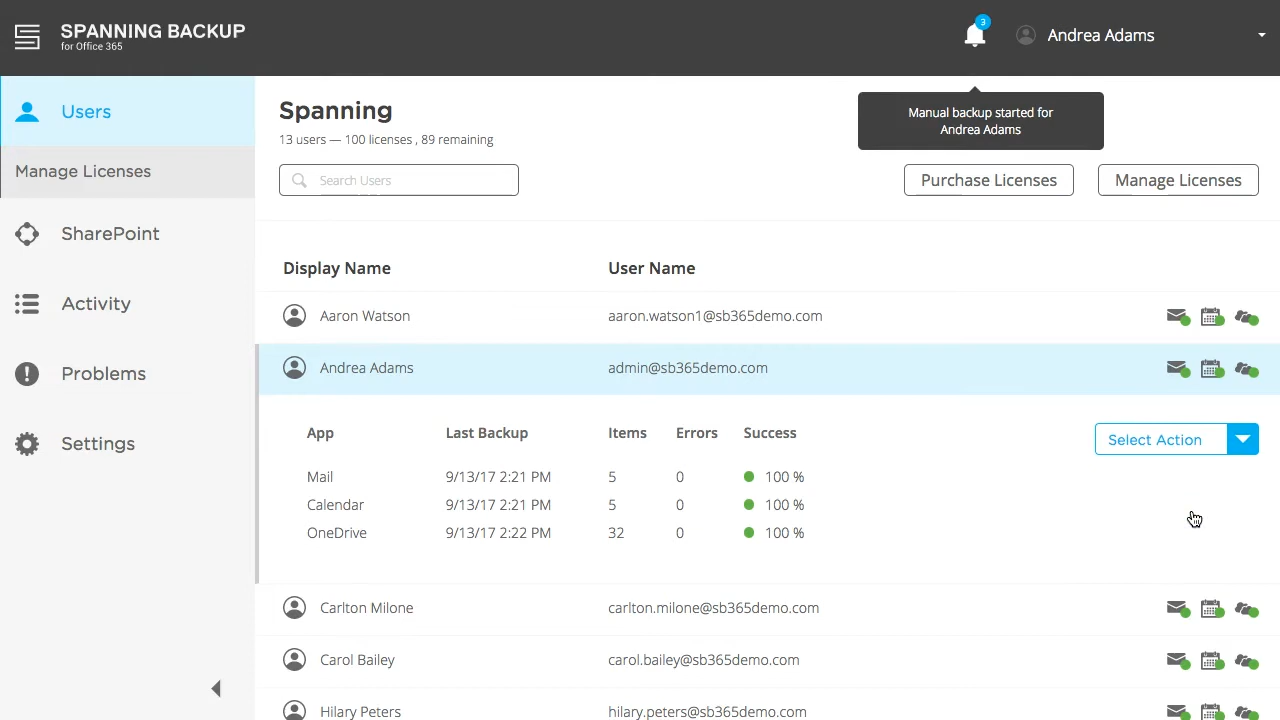 SPANNING BACKUP
for Office 365
3
Andrea Adams
Users
Manage Licenses
SharePoint
Activity
Problems
Settings
Spanning
13 users — 100 licenses , 89 remaining
Manual backup started for
Andrea Adams
Search Users
Purchase Licenses
Manage Licenses
Display Name User Name
Aaron Watson aaron.watson1@sb365demo.com
Andrea Adams admin@sb365demo.com
App Last Backup Items Errors Success
Select Action
Mail 9/13/17 2:21 PM 5 0 100 %
Calendar 9/13/17 2:21 PM 5 0 100 %
OneDrive 9/13/17 2:22 PM 32 0 100 %
Carlton Milone carlton.milone@sb365demo.com
Carol Bailey carol.bailey@sb365demo.com
Hilary Peters hilary.peters@sb365demo.com